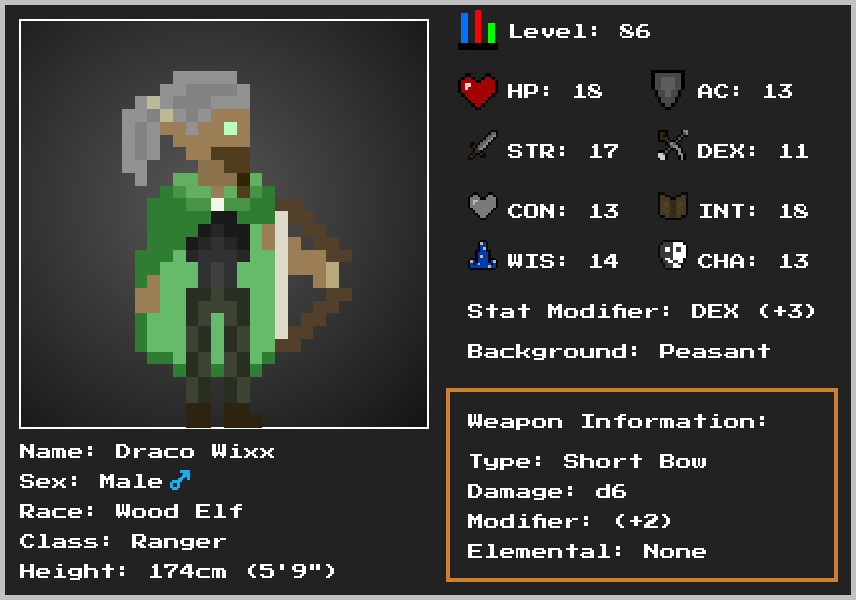 Level: 86
HP: 18
AC: 13
STR: 17
DEX: 11
CON: 13
INT: 18
WIS: 14
CHA: 13
Stat Modifier: DEX (+3)
Background: Peasant
Weapon Information:
Type: Short Bow
Damage: d6
Modifier: (+2)
Elemental: None
Name: Draco Wixx
Sex: Male♂
Race: Wood Elf
Class: Ranger
Height: 174cm (5'9")